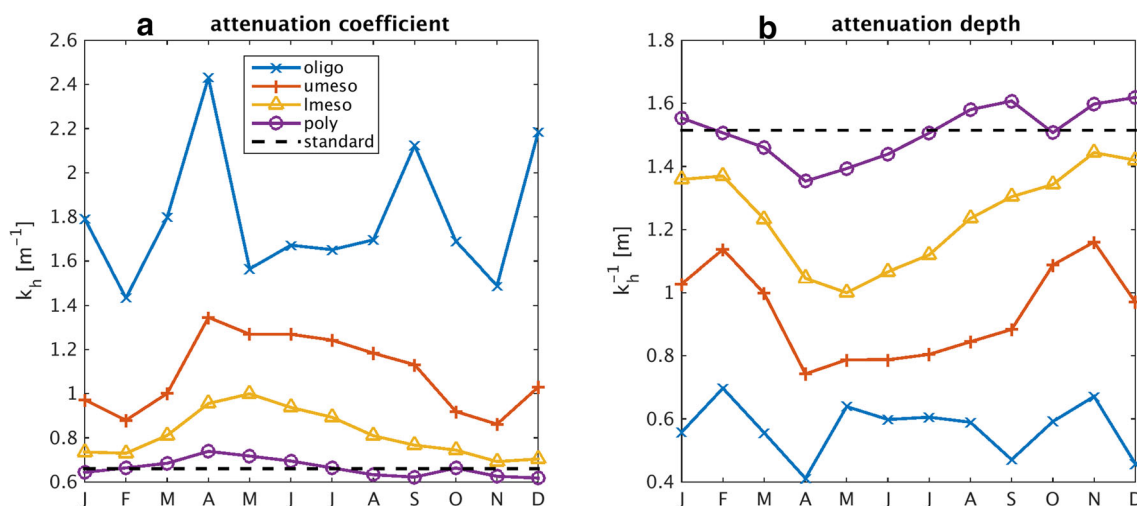 a attenuation coefficient
2.6
2.4
2.2
2
1.8
1.6
1.4
1.2
1
0.8
0.6
k_h [m⁻¹]
oligo
umeso
lmeso
poly
standard
J F M A M J J A S O N D
b attenuation depth
1.8
1.6
1.4
1.2
1
0.8
0.6
0.4
k_h⁻¹ [m]
J F M A M J J A S O N D